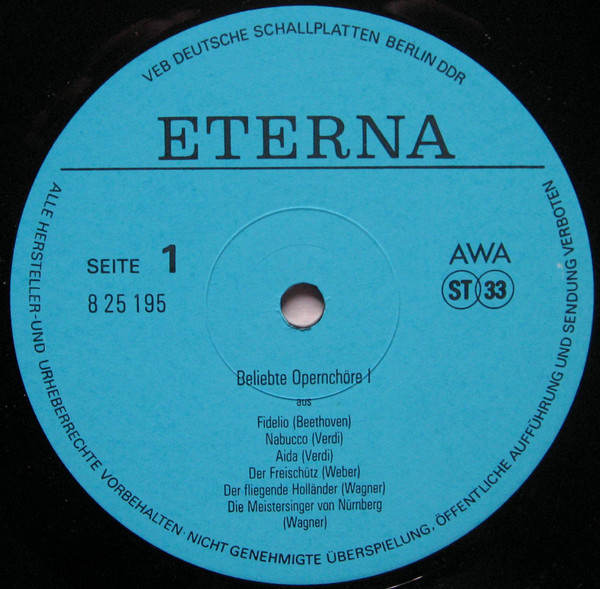 VEB DEUTSCHE SCHALLPLATTEN BERLIN DDR
ETERNA
SEITE 1
8 25 195
AWA
ST 33
Beliebte Opernchöre I
aus
Fidelio (Beethoven)
Nabucco (Verdi)
Aida (Verdi)
Der Freischütz (Weber)
Der fliegende Holländer (Wagner)
Die Meistersinger von Nürnberg
(Wagner)
ALLE HERSTELLER-UND URHEBERRECHTE VORBEHALTEN · NICHT GENEHMIGTE ÜBERSPIELUNG, ÖFFENTLICHE AUFFÜHRUNG UND SENDUNG VERBOTEN